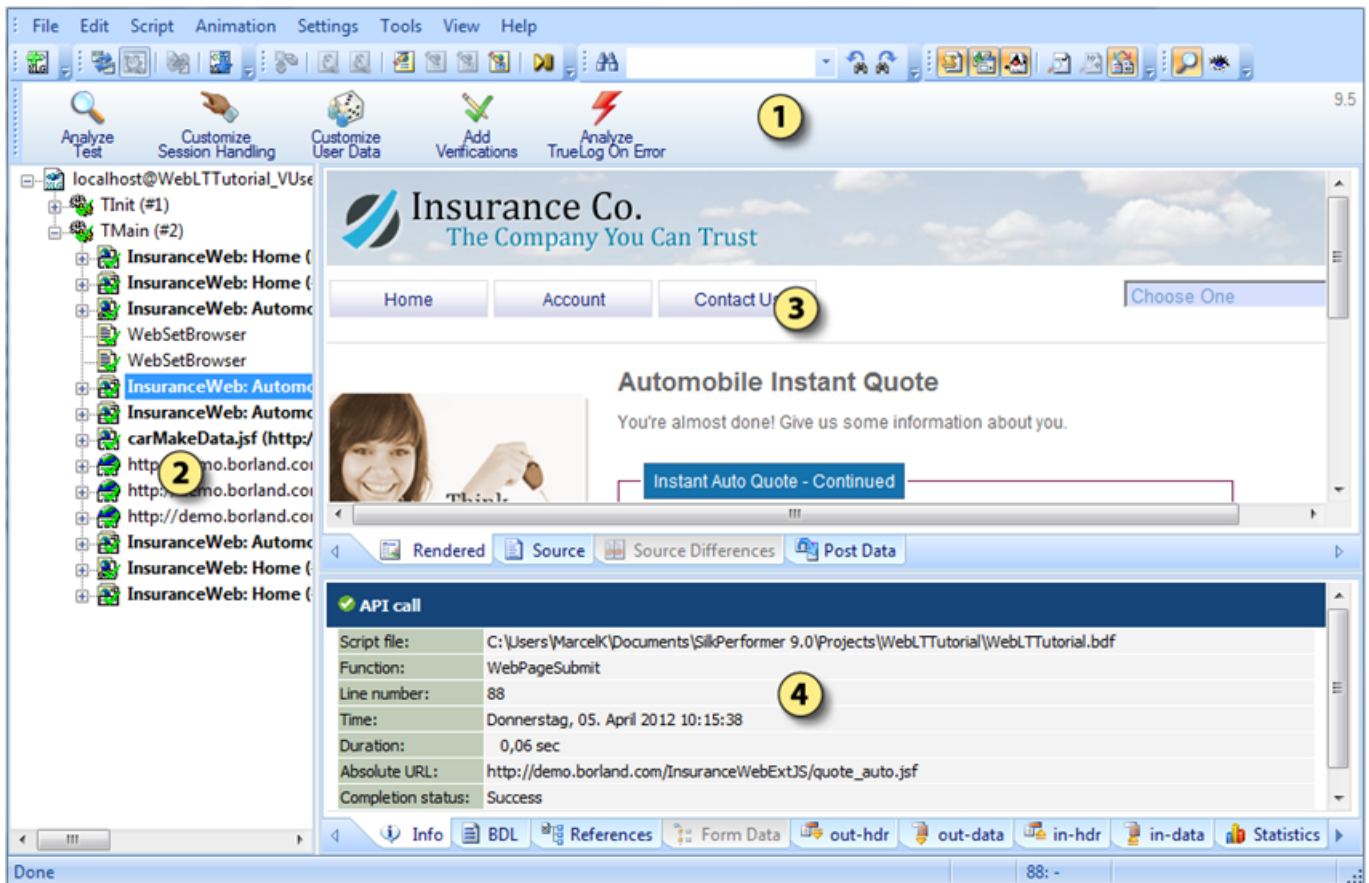 File Edit Script Animation Settings Tools View Help
9.5
Analyze Test
Customize Session Handling
Customize User Data
Add Verifications
Analyze TrueLog On Error
1
localhost@WebLTTutorial_VUse
TInit (#1)
TMain (#2)
InsuranceWeb: Home (
InsuranceWeb: Home (
InsuranceWeb: Automo
WebSetBrowser
WebSetBrowser
InsuranceWeb: Automo
InsuranceWeb: Automo
carMakeData.jsf (http:/
http mo.borland.co
http:/ emo.borland.co
http://demo.borland.co
InsuranceWeb: Automo
InsuranceWeb: Home (
InsuranceWeb: Home (
2
Insurance Co.
The Company You Can Trust
Home Account Contact Us
3
Choose One
Automobile Instant Quote
You're almost done! Give us some information about you.
Instant Auto Quote - Continued
Think
Rendered Source Source Differences Post Data
API call
Script file: C:\Users\MarcelK\Documents\SilkPerformer 9.0\Projects\WebLTTutorial\WebLTTutorial.bdf
Function: WebPageSubmit
Line number: 88
4
Time: Donnerstag, 05. April 2012 10:15:38
Duration: 0,06 sec
Absolute URL: http://demo.borland.com/InsuranceWebExtJS/quote_auto.jsf
Completion status: Success
Info BDL References Form Data out-hdr out-data in-hdr in-data Statistics
Done 88: -